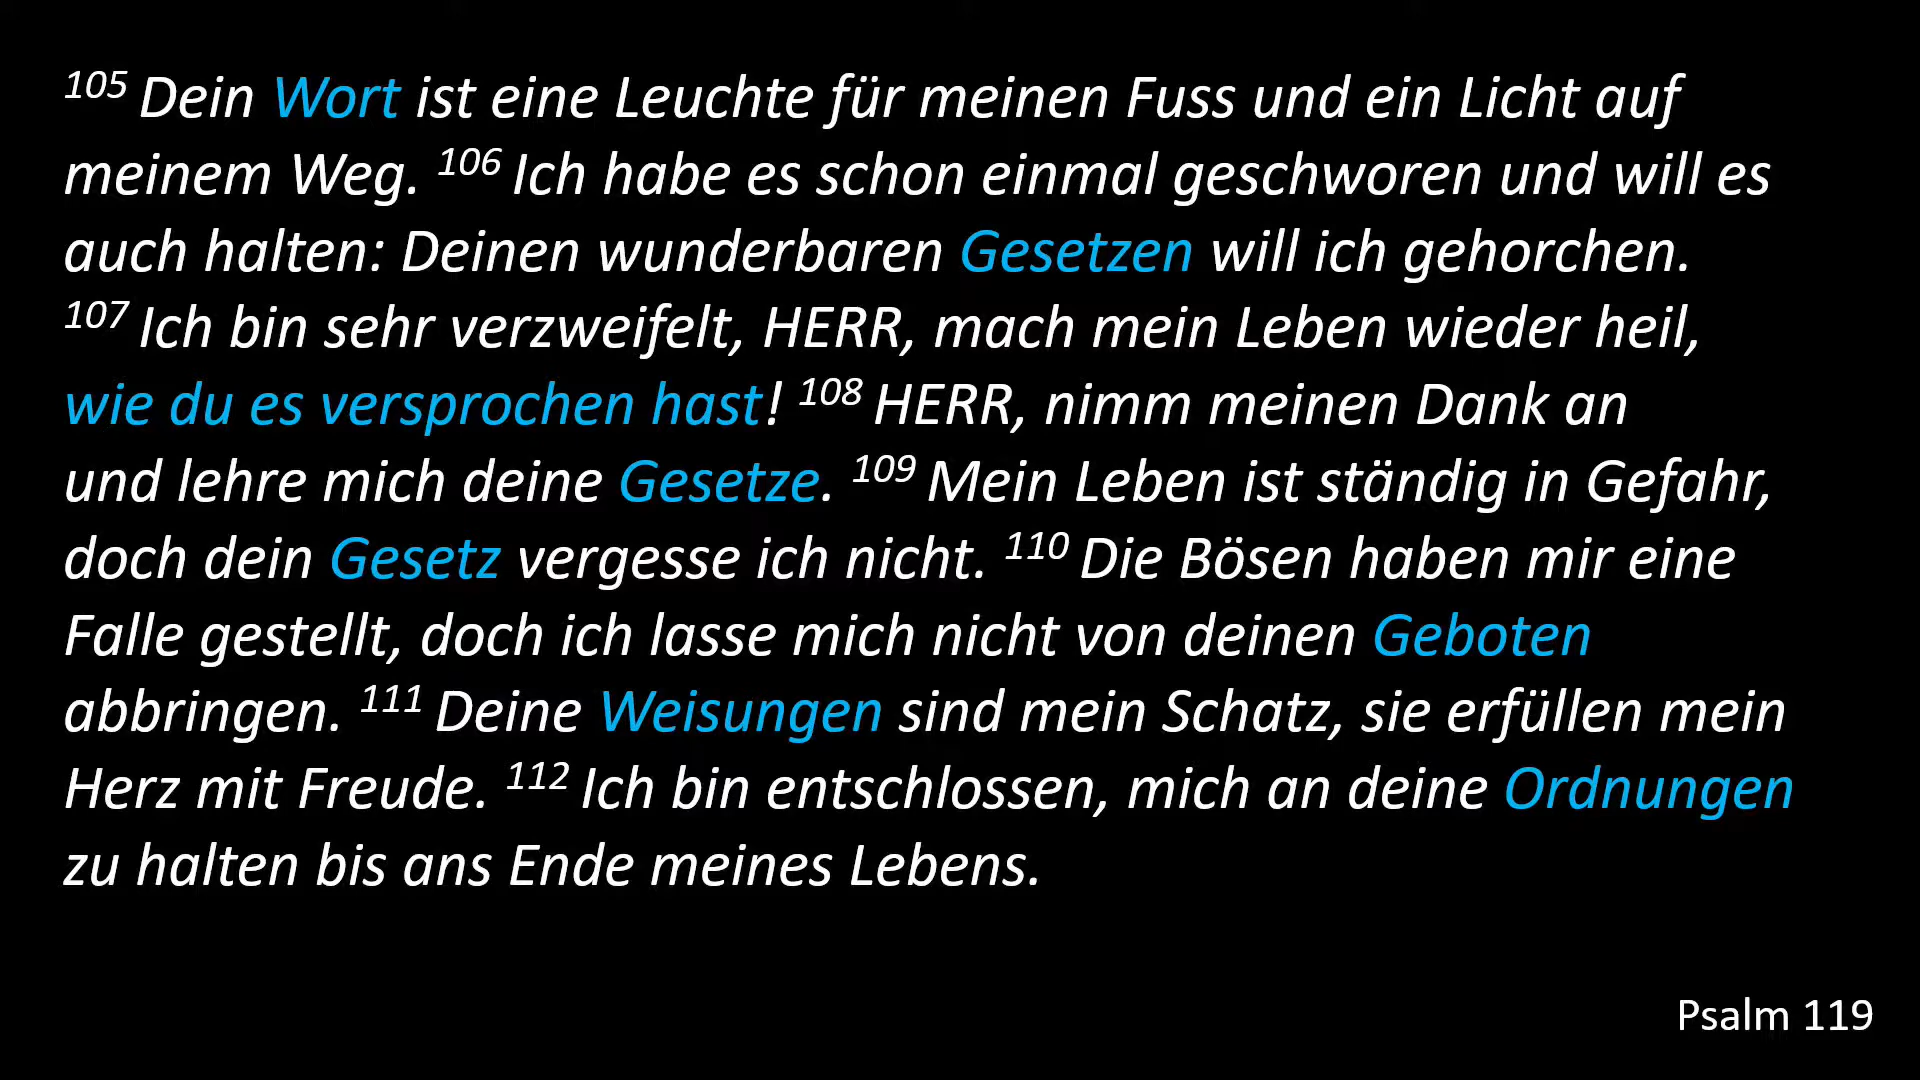 105 Dein Wort ist eine Leuchte für meinen Fuss und ein Licht auf
meinem Weg. 106 Ich habe es schon einmal geschworen und will es
auch halten: Deinen wunderbaren Gesetzen will ich gehorchen.
107 Ich bin sehr verzweifelt, HERR, mach mein Leben wieder heil,
wie du es versprochen hast! 108 HERR, nimm meinen Dank an
und lehre mich deine Gesetze. 109 Mein Leben ist ständig in Gefahr,
doch dein Gesetz vergesse ich nicht. 110 Die Bösen haben mir eine
Falle gestellt, doch ich lasse mich nicht von deinen Geboten
abbringen. 111 Deine Weisungen sind mein Schatz, sie erfüllen mein
Herz mit Freude. 112 Ich bin entschlossen, mich an deine Ordnungen
zu halten bis ans Ende meines Lebens.
Psalm 119